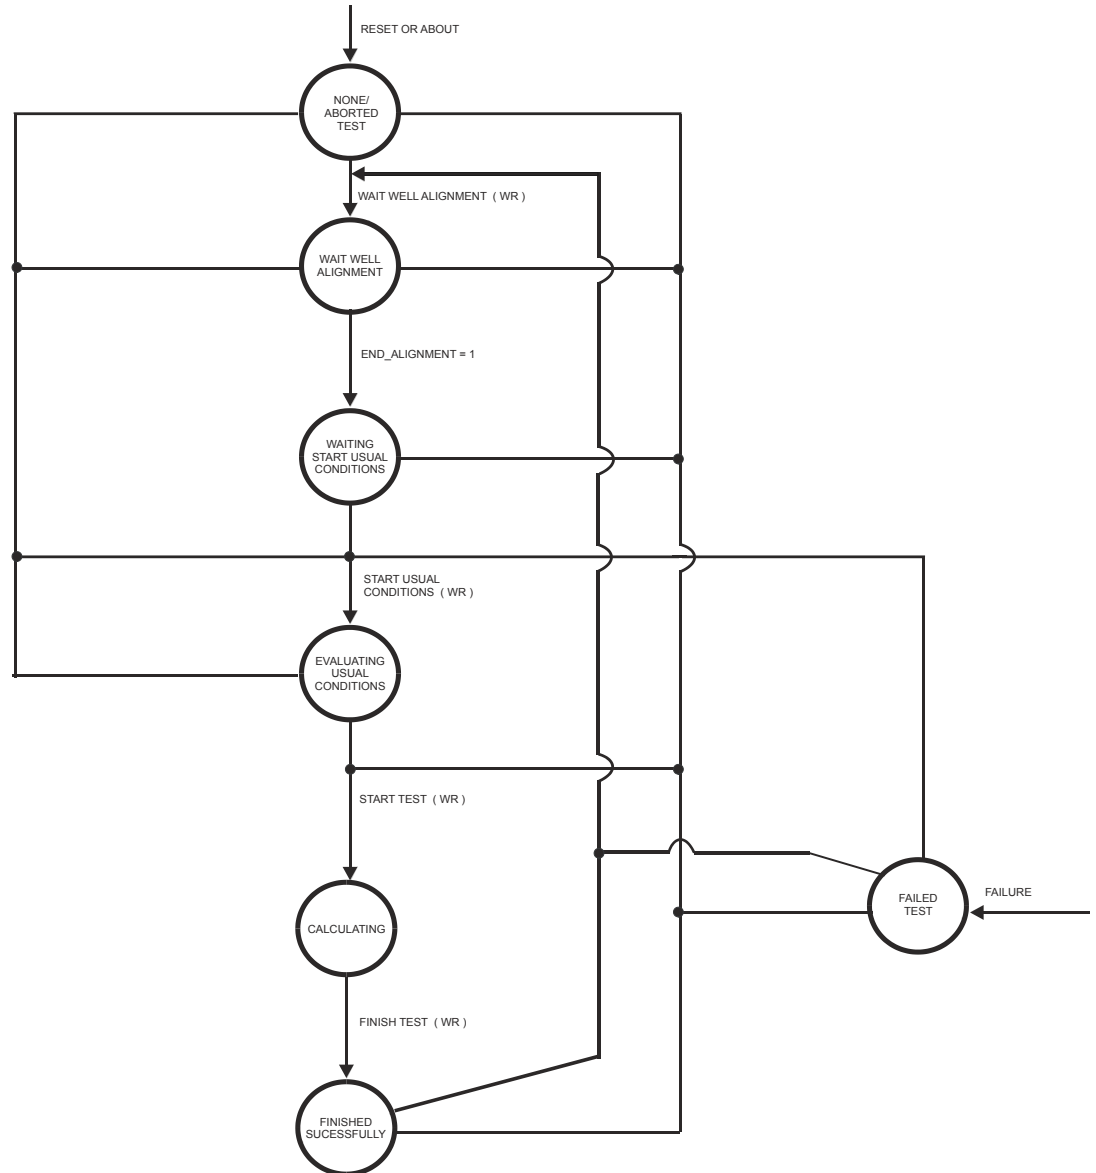 RESET OR ABOUT
NONE/
ABORTED
TEST
WAIT WELL ALIGNMENT ( WR )
WAIT WELL
ALIGNMENT
END_ALIGNMENT = 1
WAITING
START USUAL
CONDITIONS
START USUAL
CONDITIONS ( WR )
EVALUATING
USUAL
CONDITIONS
START TEST ( WR )
FAILED
TEST
FAILURE
CALCULATING
FINISH TEST ( WR )
FINISHED
SUCESSFULLY